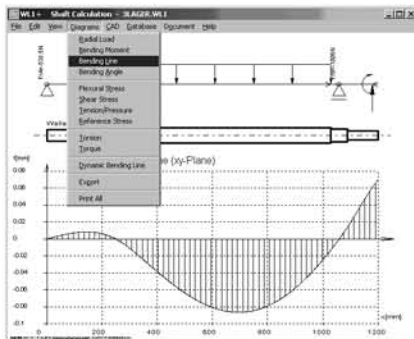 WL1+ Shaft Calculation - 3LAGER.WL1
File Edit View Diagrams CAD Database Document Help
Radial Load
Bending Moment
Bending Line
Bending Angle
Flexural Stress
Shear Stress
Tension/Pressure
Reference Stress
Torsion
Torque
Dynamic Bending Line
Export
Print All
Welle
(xy-Plane)
f[mm]
0.08
0.06
0.04
0.02
0
-0.02
-0.04
-0.06
-0.08
-0.1
0 200 400 600 800 1000 1200
x[mm]